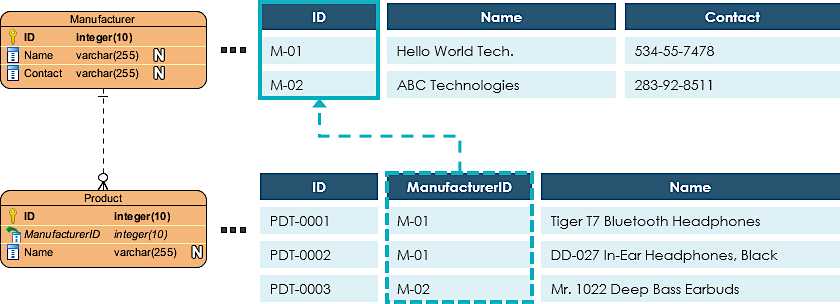 Manufacturer
ID integer(10)
Name varchar(255) N
Contact varchar(255) N
ID Name Contact
M-01 Hello World Tech. 534-55-7478
M-02 ABC Technologies 283-92-8511
Product
ID integer(10)
ManufacturerID integer(10)
Name varchar(255) N
ID ManufacturerID Name
PDT-0001 M-01 Tiger T7 Bluetooth Headphones
PDT-0002 M-01 DD-027 In-Ear Headphones, Black
PDT-0003 M-02 Mr. 1022 Deep Bass Earbuds